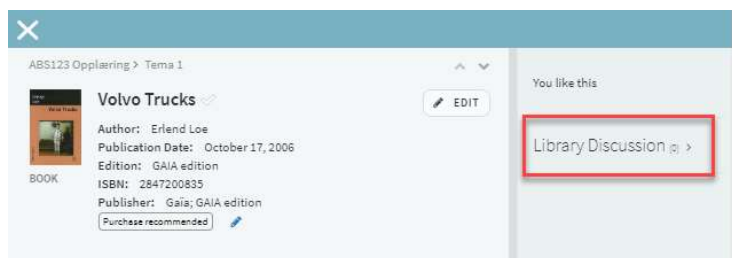 ABS123 Opplæring > Tema 1
Volvo Trucks
EDIT
Author: Erlend Loe
Publication Date: October 17, 2006
Edition: GAIA edition
ISBN: 2847200835
Publisher: Gaïa; GAIA edition
Purchase recommended
BOOK
You like this
Library Discussion (0) >